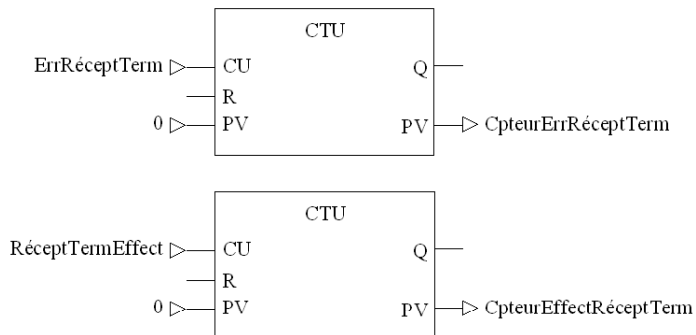 CTU
ErrRéceptTerm CU Q
R
0 PV PV CpteurErrRéceptTerm
CTU
RéceptTermEffect CU Q
R
0 PV PV CpteurEffectRéceptTerm